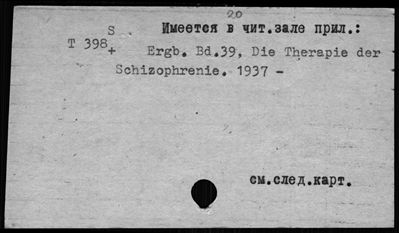 20
S Имеется в чит.зале прил.:
T 398+ Ergb. Bd.39, Die Therapie der
Schizophrenie. 1937 -
см.след.карт.